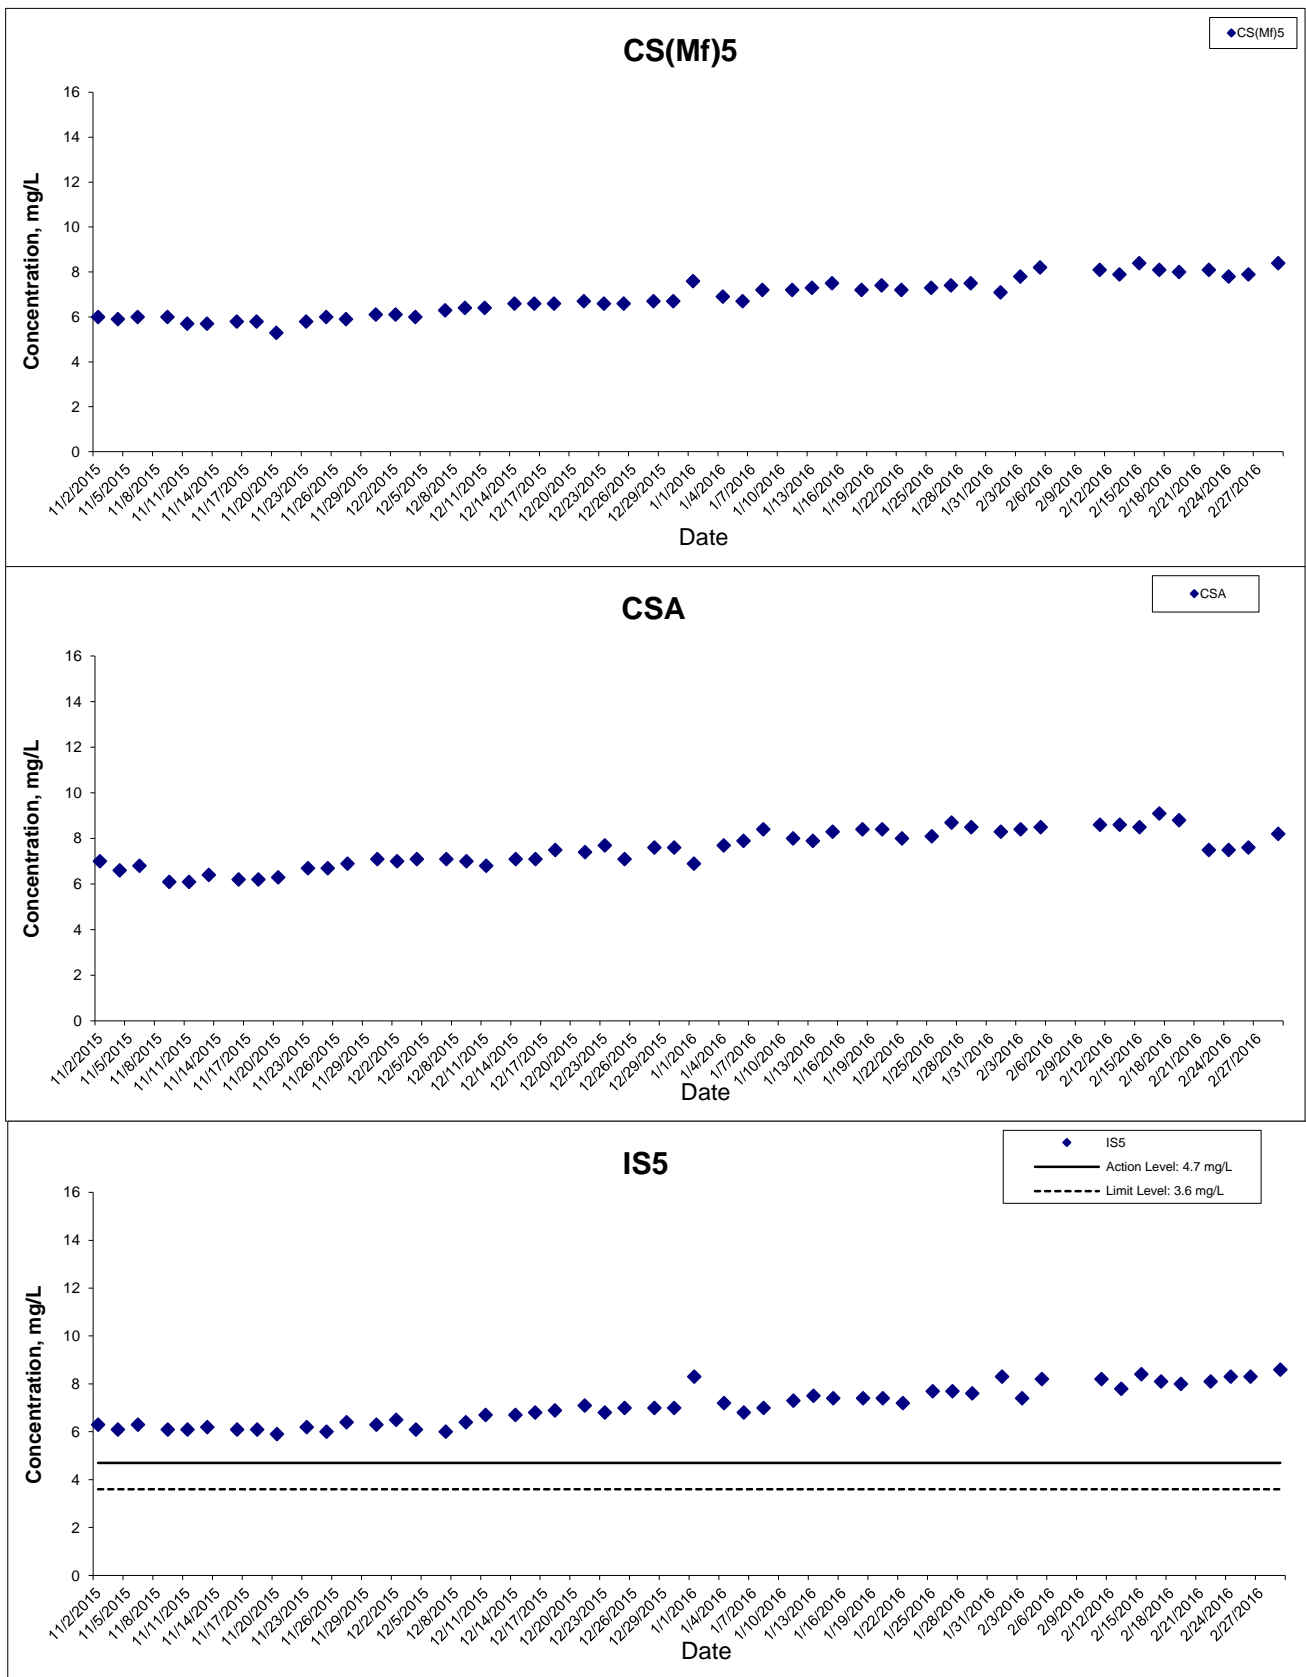 CS(Mf)5
CS(Mf)5
Concentration, mg/L
16
14
12
10
8
6
4
2
0
11/2/2015 11/5/2015 11/8/2015 11/11/2015 11/14/2015 11/17/2015 11/20/2015 11/23/2015 11/26/2015 11/29/2015 12/2/2015 12/5/2015 12/8/2015 12/11/2015 12/14/2015 12/17/2015 12/20/2015 12/23/2015 12/26/2015 12/29/2015 1/1/2016 1/4/2016 1/7/2016 1/10/2016 1/13/2016 1/16/2016 1/19/2016 1/22/2016 1/25/2016 1/28/2016 1/31/2016 2/3/2016 2/6/2016 2/9/2016 2/12/2016 2/15/2016 2/18/2016 2/21/2016 2/24/2016 2/27/2016
Date
CSA
CSA
Concentration, mg/L
16
14
12
10
8
6
4
2
0
11/2/2015 11/5/2015 11/8/2015 11/11/2015 11/14/2015 11/17/2015 11/20/2015 11/23/2015 11/26/2015 11/29/2015 12/2/2015 12/5/2015 12/8/2015 12/11/2015 12/14/2015 12/17/2015 12/20/2015 12/23/2015 12/26/2015 12/29/2015 1/1/2016 1/4/2016 1/7/2016 1/10/2016 1/13/2016 1/16/2016 1/19/2016 1/22/2016 1/25/2016 1/28/2016 1/31/2016 2/3/2016 2/6/2016 2/9/2016 2/12/2016 2/15/2016 2/18/2016 2/21/2016 2/24/2016 2/27/2016
Date
IS5
IS5
Action Level: 4.7 mg/L
Limit Level: 3.6 mg/L
Concentration, mg/L
16
14
12
10
8
6
4
2
0
11/2/2015 11/5/2015 11/8/2015 11/11/2015 11/14/2015 11/17/2015 11/20/2015 11/23/2015 11/26/2015 11/29/2015 12/2/2015 12/5/2015 12/8/2015 12/11/2015 12/14/2015 12/17/2015 12/20/2015 12/23/2015 12/26/2015 12/29/2015 1/1/2016 1/4/2016 1/7/2016 1/10/2016 1/13/2016 1/16/2016 1/19/2016 1/22/2016 1/25/2016 1/28/2016 1/31/2016 2/3/2016 2/6/2016 2/9/2016 2/12/2016 2/15/2016 2/18/2016 2/21/2016 2/24/2016 2/27/2016
Date